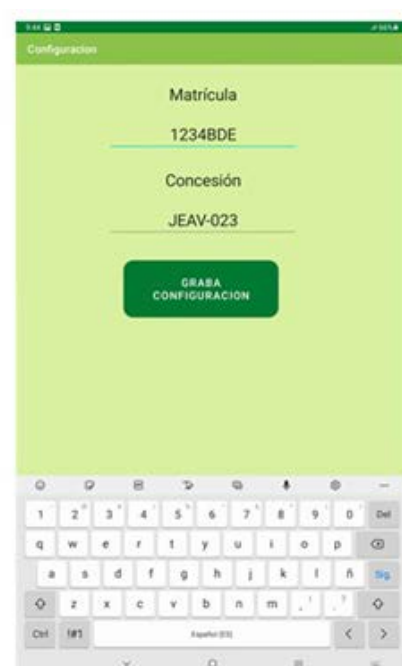 Configuracion
Matrícula
1234BDE
Concesión
JEAV-023
GRABA
CONFIGURACION
1 2 3 4 5 6 7 8 9 0 Del
q w e r t y u i o p
a s d f g h j k l ñ Sig.
z x c v b n m , ! . ?
Ctrl !#1 Español (ES) < >